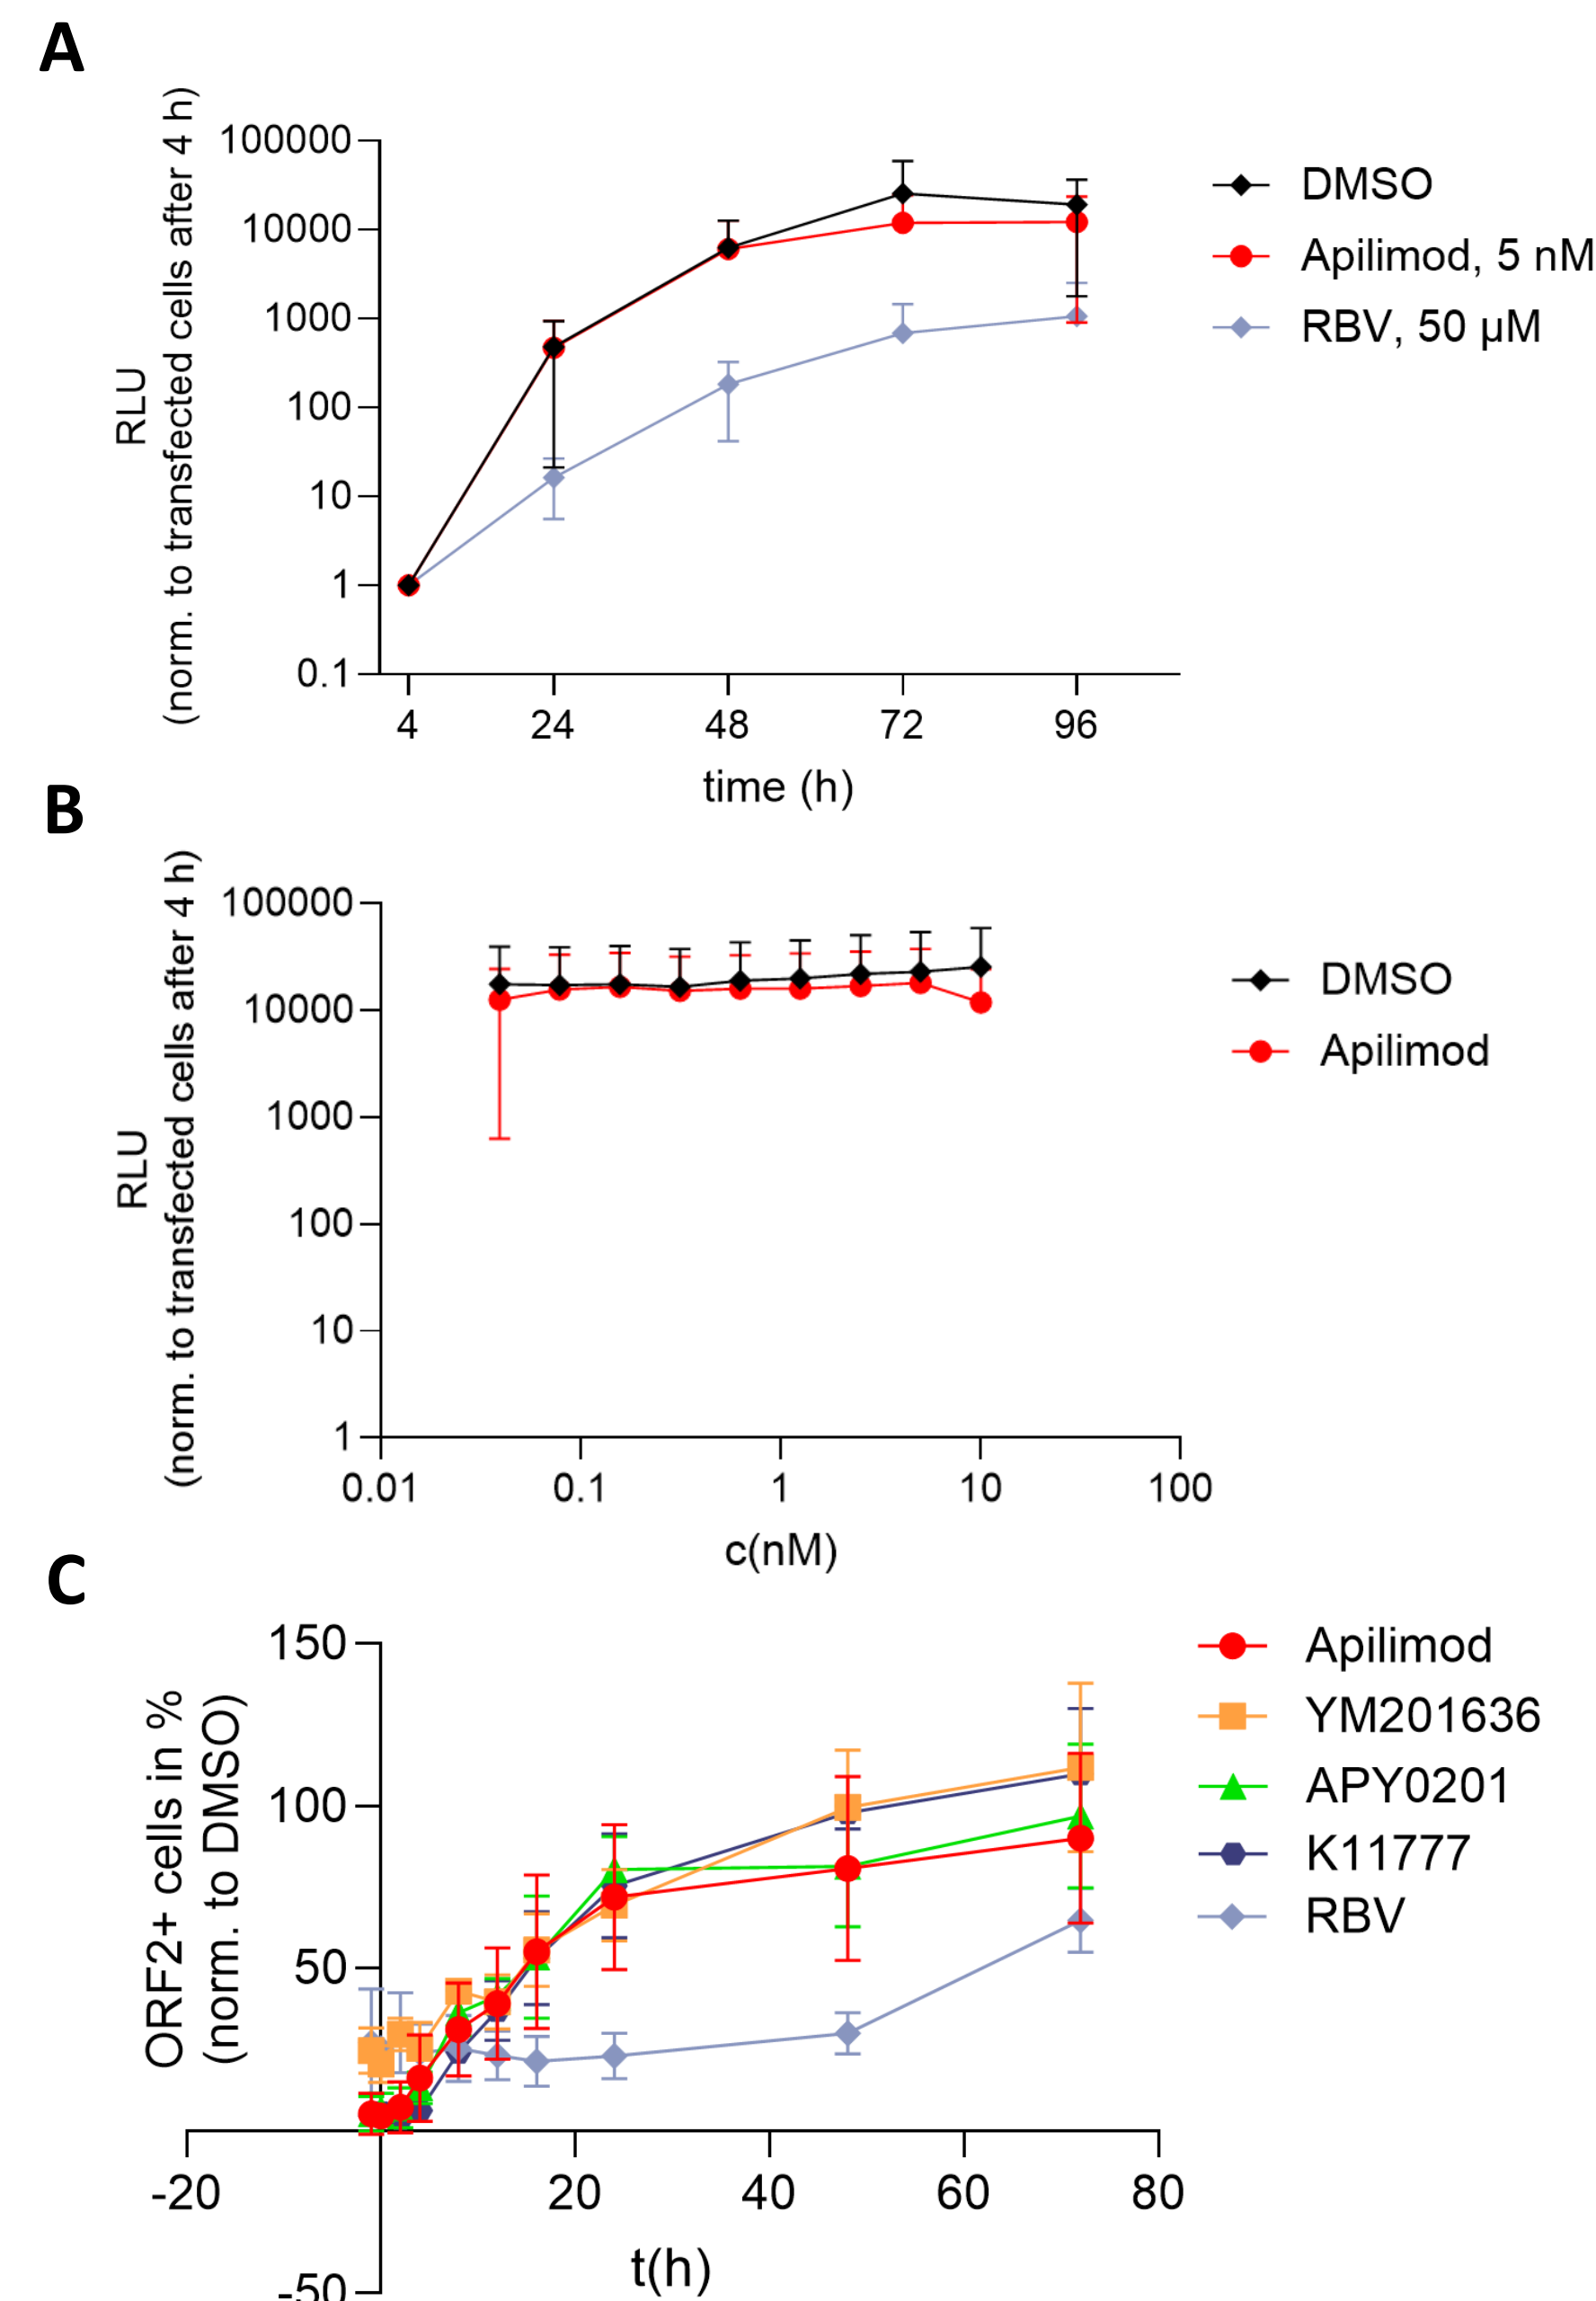 A
RLU
(norm. to transfected cells after 4 h)
100000
10000
1000
100
10
1
0.1
4 24 48 72 96
time (h)
DMSO
Apilimod, 5 nM
RBV, 50 µM
B
RLU
(norm. to transfected cells after 4 h)
100000
10000
1000
100
10
1
0.01 0.1 1 10 100
c(nM)
DMSO
Apilimod
C
ORF2+ cells in %
(norm. to DMSO)
150
100
50
-50
-20 20 40 60 80
t(h)
Apilimod
YM201636
APY0201
K11777
RBV